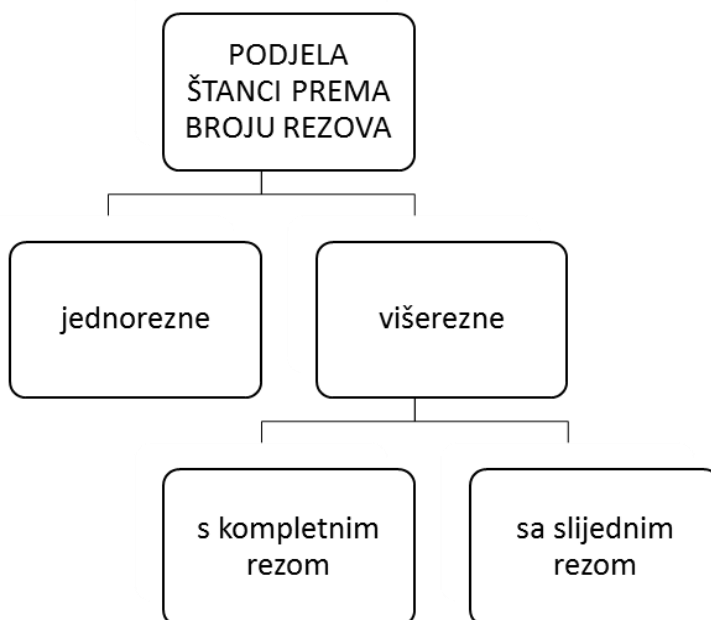 PODJELA
ŠTANCI PREMA
BROJU REZOVA
jednorezne
višerezne
s kompletnim
rezom
sa slijednim
rezom